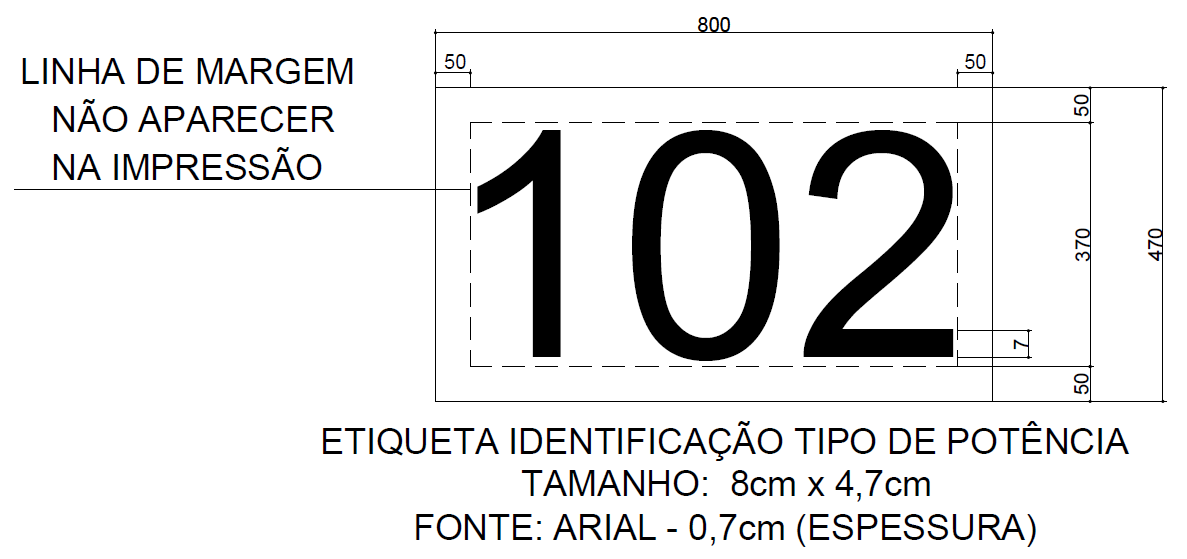 800
50
50
LINHA DE MARGEM
NÃO APARECER
NA IMPRESSÃO
50
102
370
470
7
50
ETIQUETA IDENTIFICAÇÃO TIPO DE POTÊNCIA
TAMANHO: 8cm x 4,7cm
FONTE: ARIAL - 0,7cm (ESPESSURA)